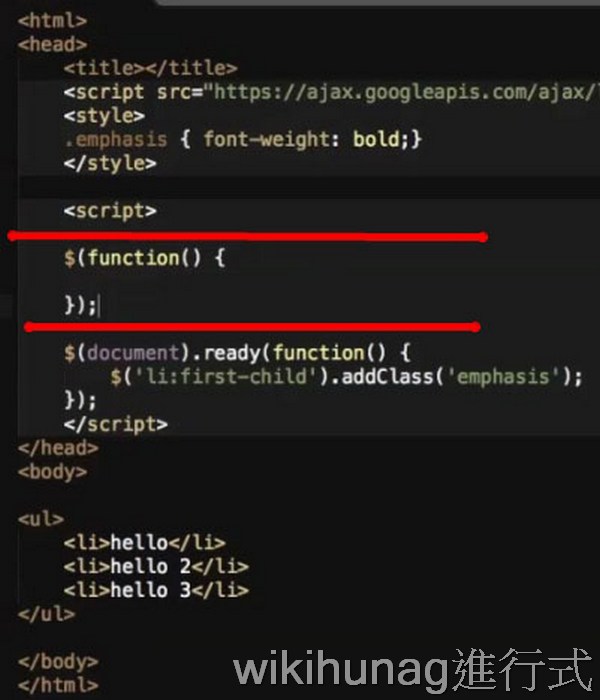 <html>
<head>
<title></title>
<script src="https://ajax.googleapis.com/ajax/
<style>
.emphasis { font-weight: bold;}
</style>
<script>
$(function() {
});
$(document).ready(function() {
$('li:first-child').addClass('emphasis');
});
</script>
</head>
<body>
<ul>
<li>hello</li>
<li>hello 2</li>
<li>hello 3</li>
</ul>
</body>
</html>
wikihunag進行式